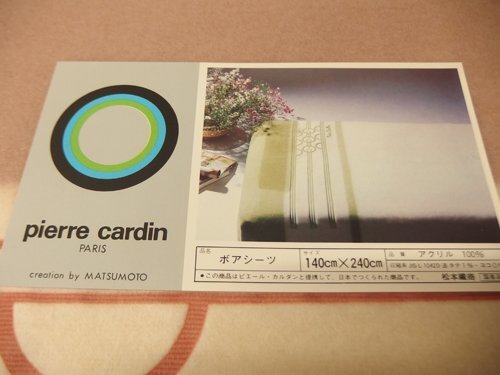 pierre cardin
PARIS
creation by MATSUMOTO
品名 ボアシーツ サイズ 140cm×240cm 品質 アクリル 100%
●この商品はピエール・カルダンと提携して、日本でつくられた商品です。 松本繊商